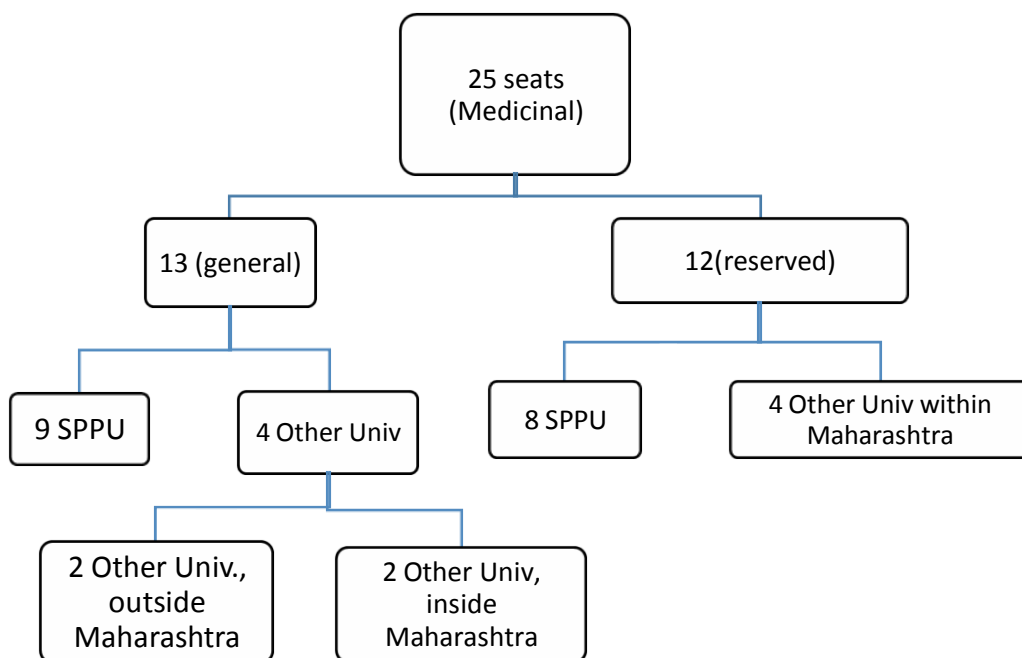 25 seats
(Medicinal)
13 (general)
12(reserved)
9 SPPU
4 Other Univ
8 SPPU
4 Other Univ within
Maharashtra
2 Other Univ.,
outside
Maharashtra
2 Other Univ,
inside
Maharashtra